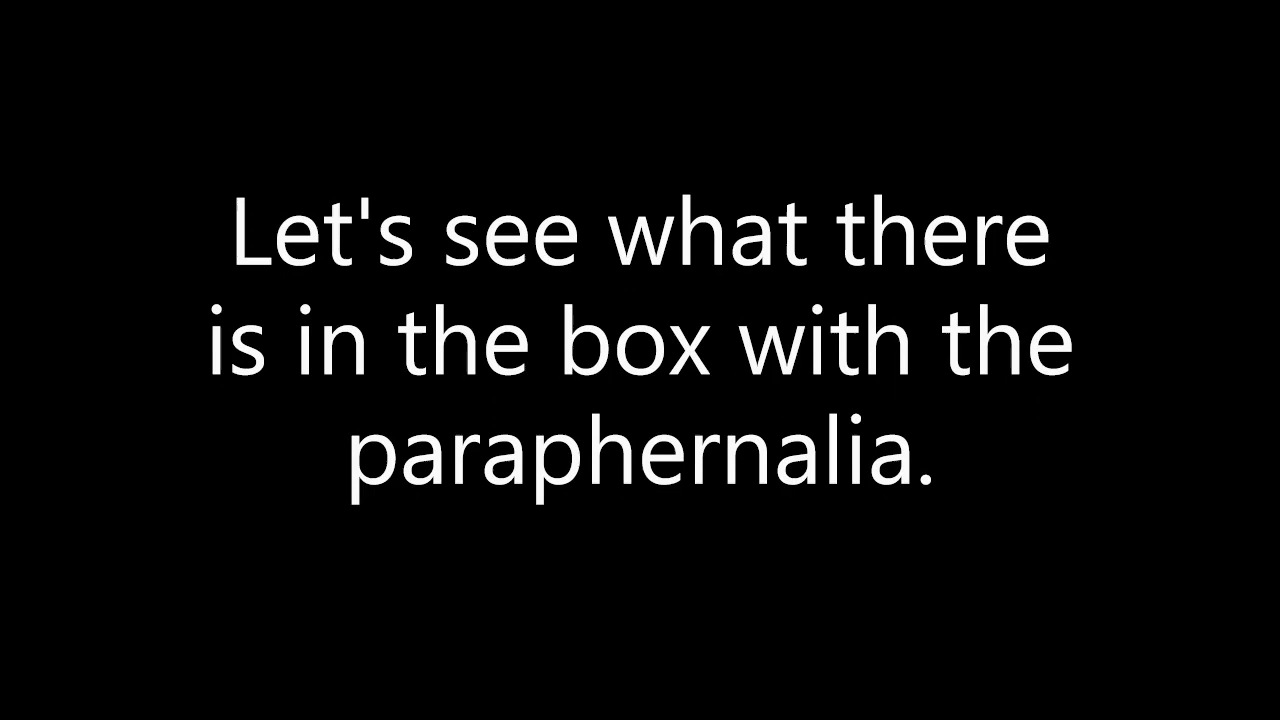 Let's see what there
is in the box with the
paraphernalia.